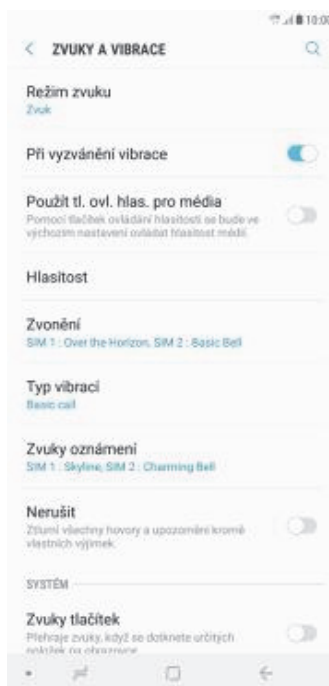 10:00
ZVUKY A VIBRACE
Režim zvuku
Zvuk
Při vyzvánění vibrace
Použít tl. ovl. hlas. pro média
Pomocí tlačítek ovládání hlasitosti se bude ve
výchozím nastavení ovládat hlasitost médií.
Hlasitost
Zvonění
SIM 1 : Over the Horizon, SIM 2 : Basic Bell
Typ vibrací
Basic call
Zvuky oznámení
SIM 1 : Skyline, SIM 2 : Charming Bell
Nerušit
Ztlumí všechny hovory a upozornění kromě
vlastních výjimek.
SYSTÉM
Zvuky tlačítek
Přehraje zvuky, když se dotknete určitých
položek na obrazovce.